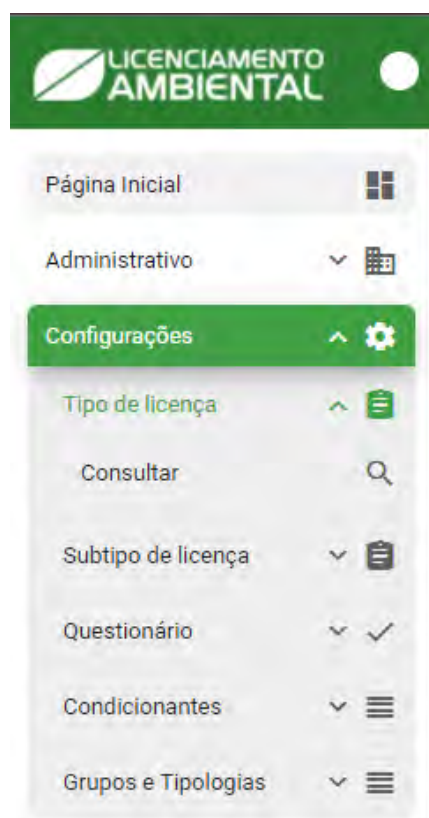 LICENCIAMENTO
AMBIENTAL
Página Inicial
Administrativo
Configurações
Tipo de licença
Consultar
Subtipo de licença
Questionário
Condicionantes
Grupos e Tipologias